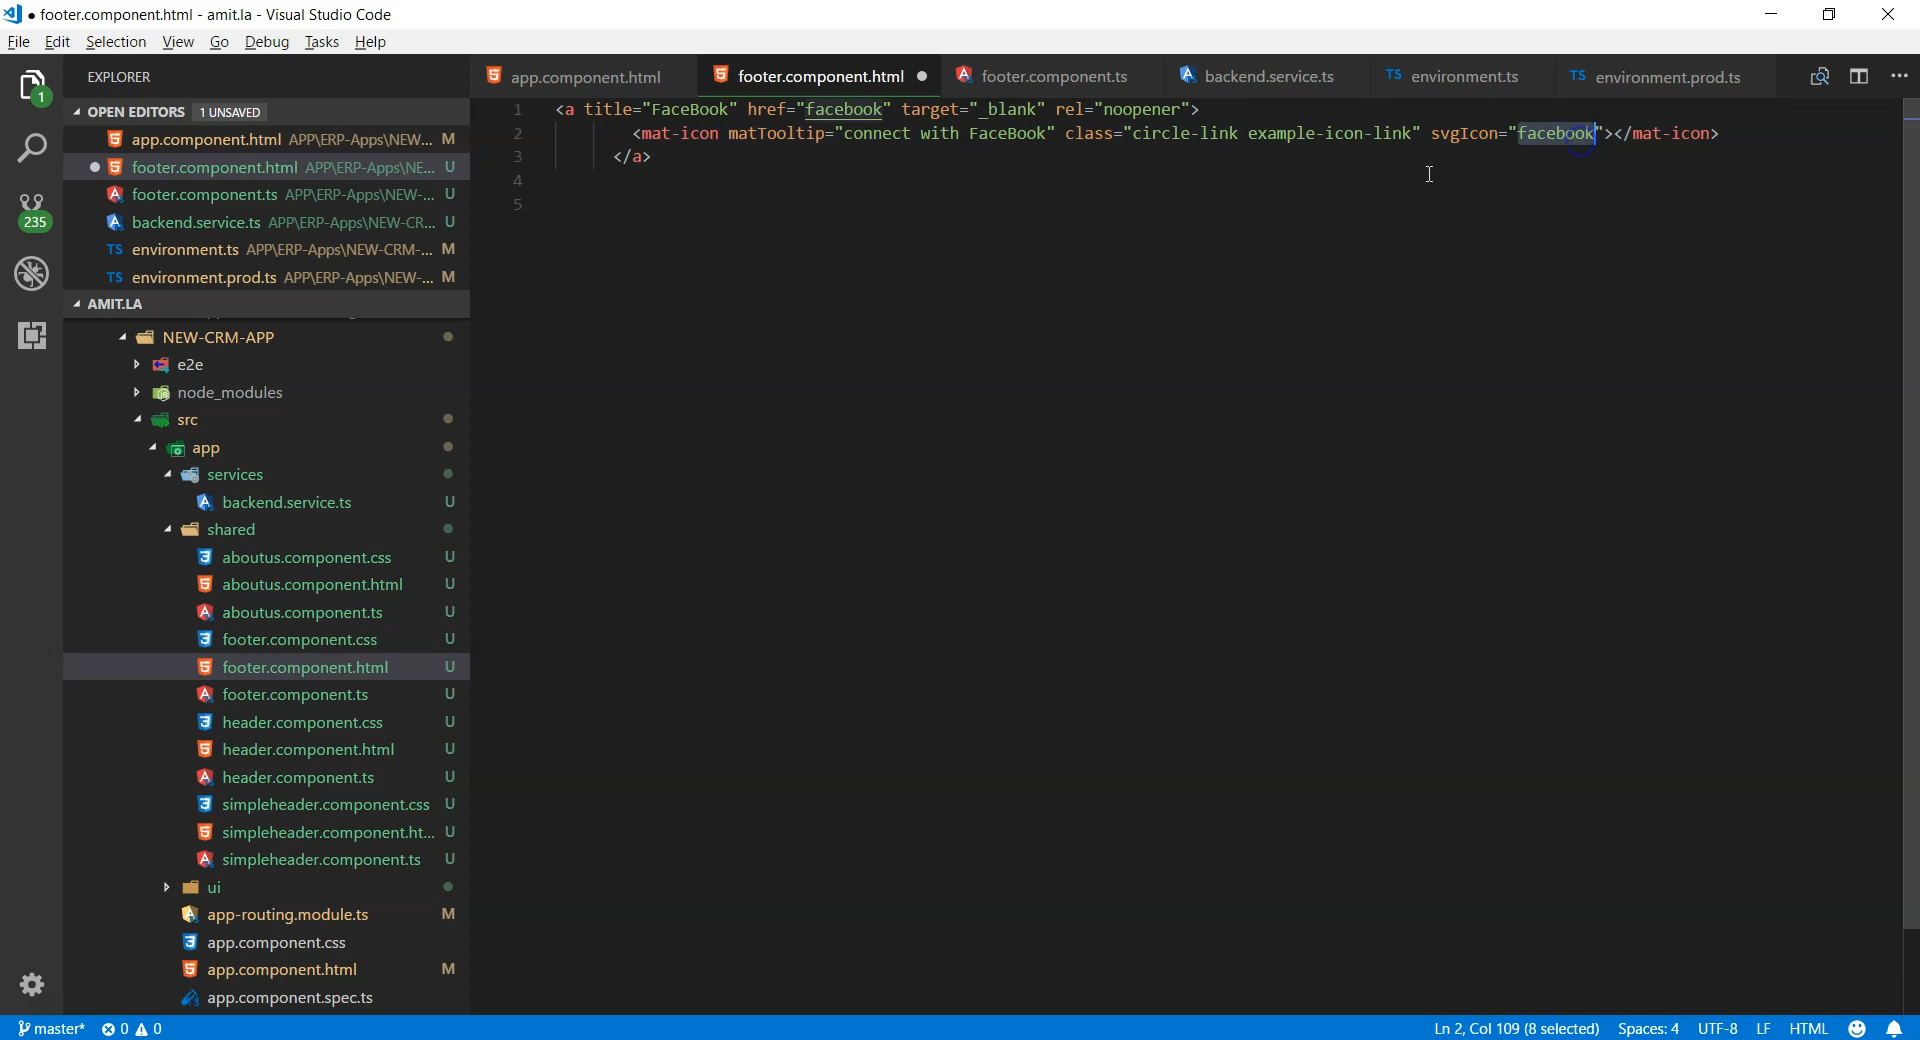 footer.component.html - amit.la - Visual Studio Code
File Edit Selection View Go Debug Tasks Help
EXPLORER
1
OPEN EDITORS 1 UNSAVED
app.component.html APP\ERP-Apps\NEW... M
footer.component.html APP\ERP-Apps\NE... U
footer.component.ts APP\ERP-Apps\NEW-... U
backend.service.ts APP\ERP-Apps\NEW-CR... U
environment.ts APP\ERP-Apps\NEW-CRM-... M
environment.prod.ts APP\ERP-Apps\NEW-... M
235
AMIT.LA
NEW-CRM-APP
e2e
node_modules
src
app
services
backend.service.ts U
shared
aboutus.component.css U
aboutus.component.html U
aboutus.component.ts U
footer.component.css U
footer.component.html U
footer.component.ts U
header.component.css U
header.component.html U
header.component.ts U
simpleheader.component.css U
simpleheader.component.ht... U
simpleheader.component.ts U
ui
app-routing.module.ts M
app.component.css
app.component.html M
app.component.spec.ts
app.component.html footer.component.html footer.component.ts backend.service.ts TS environment.ts TS environment.prod.ts
1 <a title="FaceBook" href="facebook" target="_blank" rel="noopener">
2 <mat-icon matTooltip="connect with FaceBook" class="circle-link example-icon-link" svgIcon="facebook"></mat-icon>
3 </a>
4
5
master* 0 0 Ln 2, Col 109 (8 selected) Spaces: 4 UTF-8 LF HTML